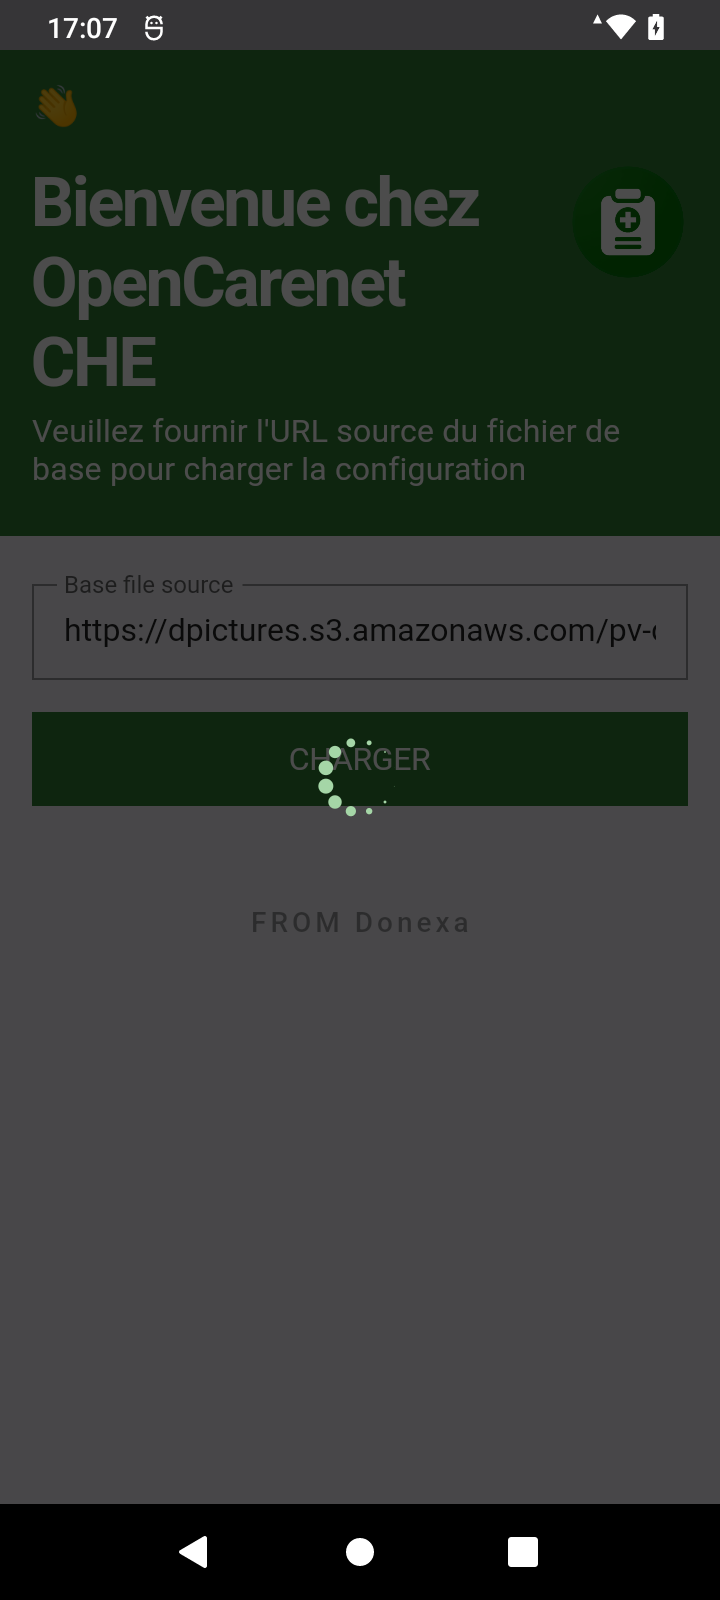 17:07
Bienvenue chez
OpenCarenet
CHE
Veuillez fournir l'URL source du fichier de
base pour charger la configuration
Base file source
https://dpictures.s3.amazonaws.com/pv-
CHARGER
FROM Donexa